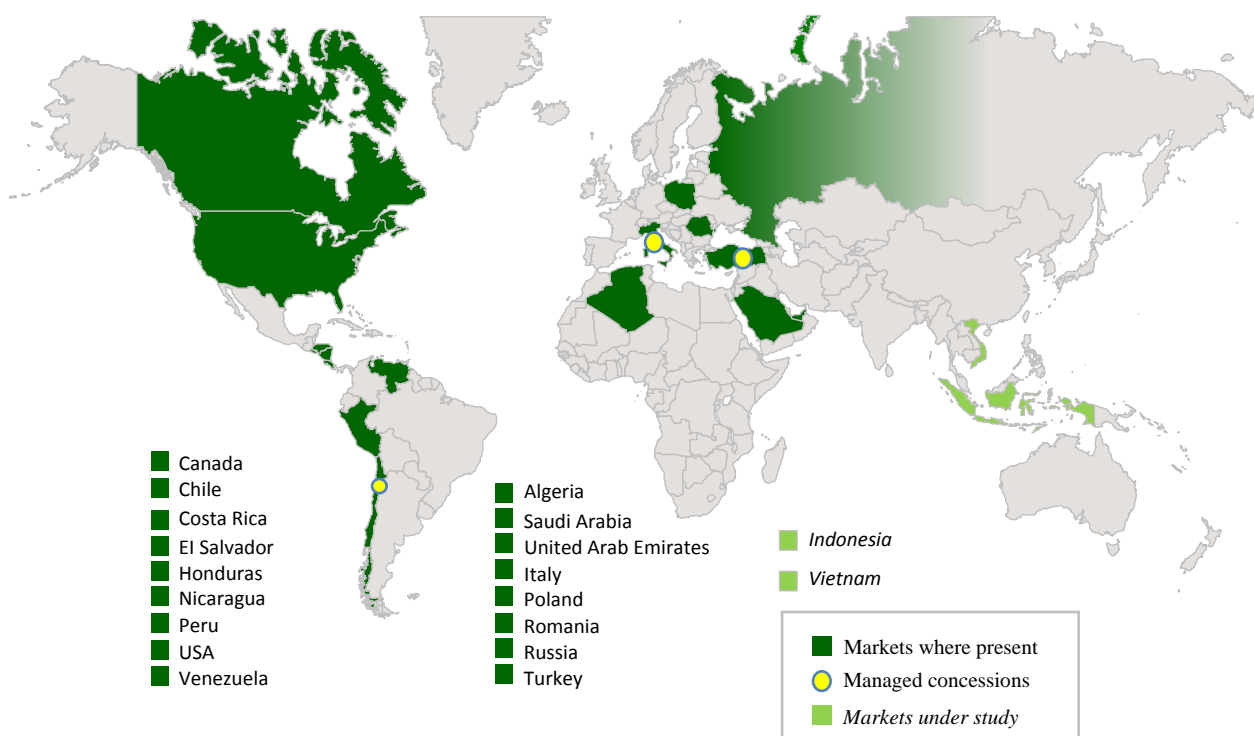 Canada
Chile
Costa Rica
El Salvador
Honduras
Nicaragua
Peru
USA
Venezuela
Algeria
Saudi Arabia
United Arab Emirates
Italy
Poland
Romania
Russia
Turkey
Indonesia
Vietnam
Markets where present
Managed concessions
Markets under study